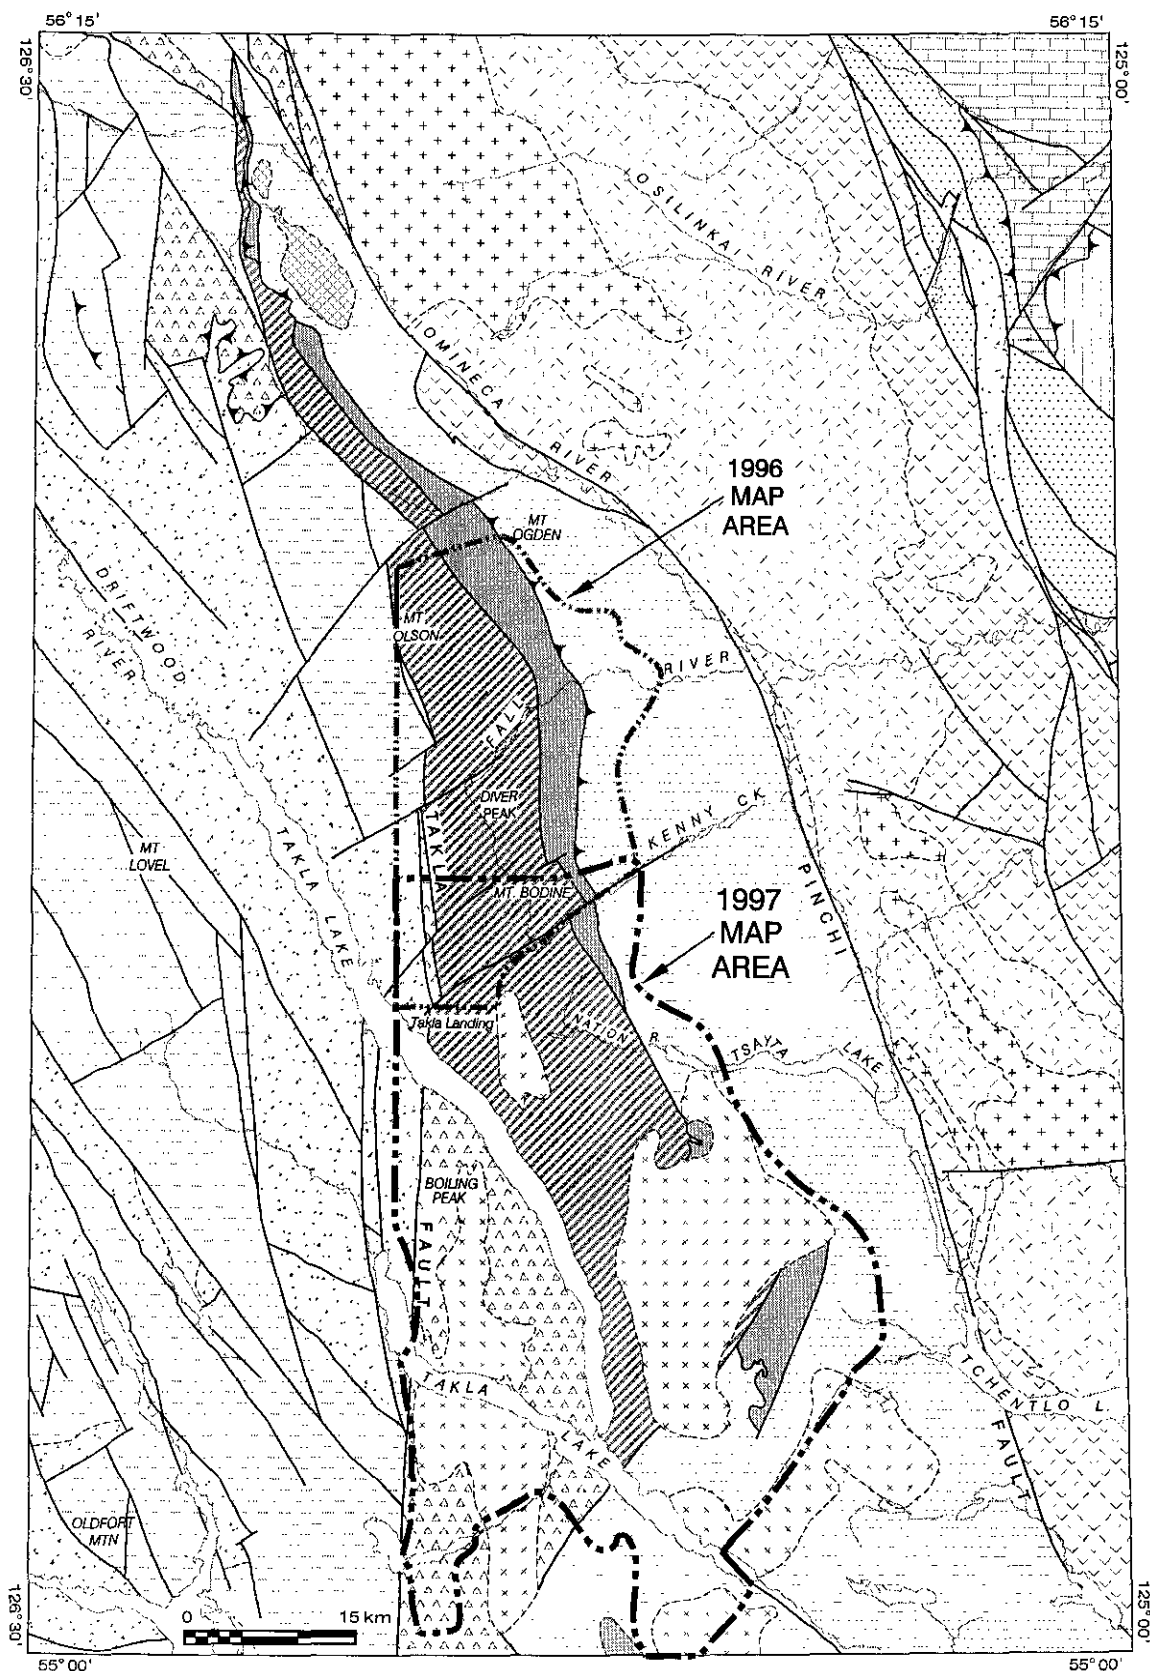 56° 15'
56° 15'
126° 30'
125° 00'
OSILINKAI RIVER
OMINECA RIVER
1996
MAP
AREA
MT
OGDEN
DRIFTWOOD
RIVER
MT
OLSON
FALL RIVER
DIVER
PEAK
TAKLA
KENNY CK
MT
LOVEL
TAKLA LAKE
MT. BODINE
PINCHI
1997
MAP
AREA
Takla Landing
NATION R.
TSAYTA LAKE
BOILING
PEAK
FAULT
TAKLA LAKE
TCHENTLO L.
FAULT
OLDFORT
MTN
0 15 km
126° 30'
125° 00'
55° 00'
55° 00'